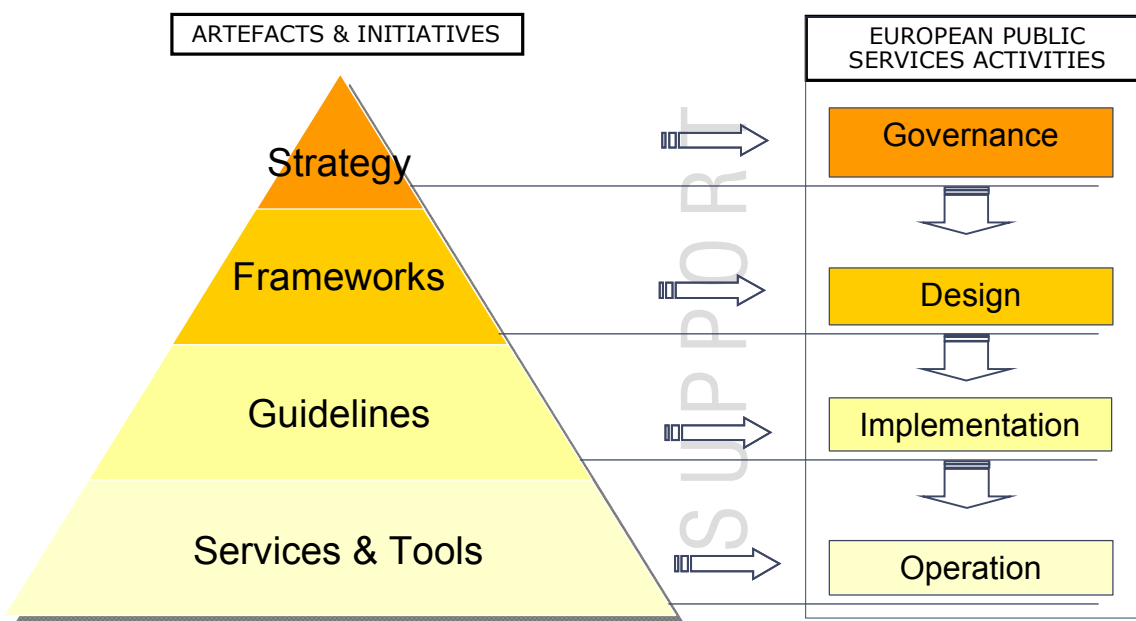 ARTEFACTS & INITIATIVES
EUROPEAN PUBLIC
SERVICES ACTIVITIES
Strategy
Frameworks
Guidelines
Services & Tools
SUPPORT
Governance
Design
Implementation
Operation